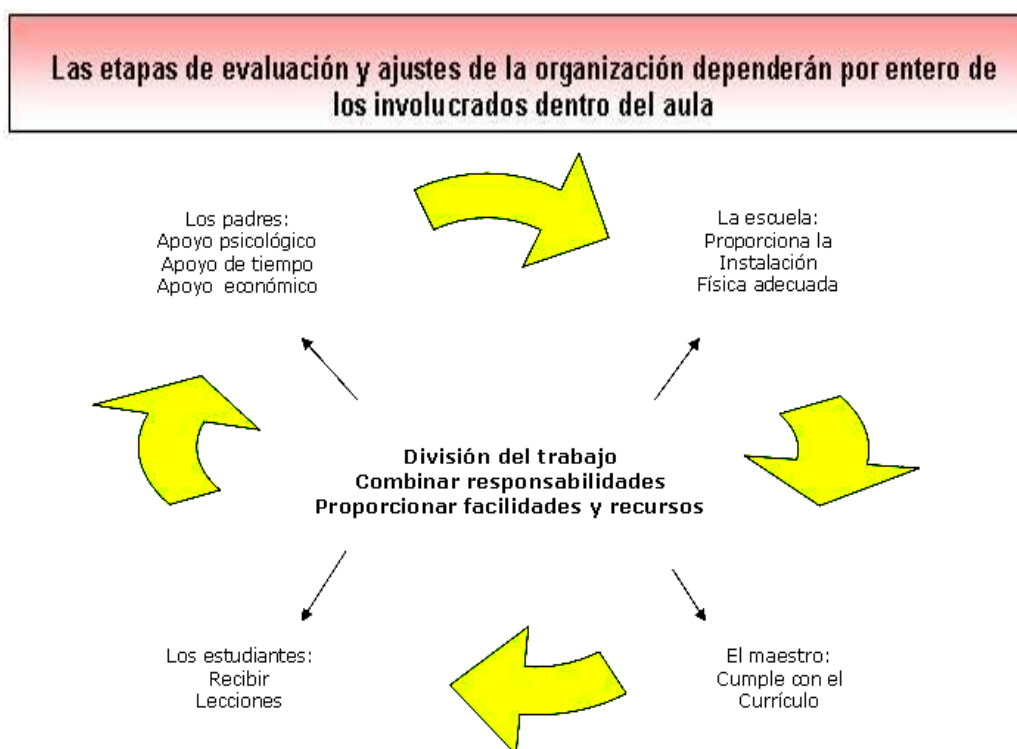 Las etapas de evaluación y ajustes de la organización dependerán por entero de
los involucrados dentro del aula
Los padres:
Apoyo psicológico
Apoyo de tiempo
Apoyo económico
La escuela:
Proporciona la
Instalación
Física adecuada
División del trabajo
Combinar responsabilidades
Proporcionar facilidades y recursos
Los estudiantes:
Recibir
Lecciones
El maestro:
Cumple con el
Currículo